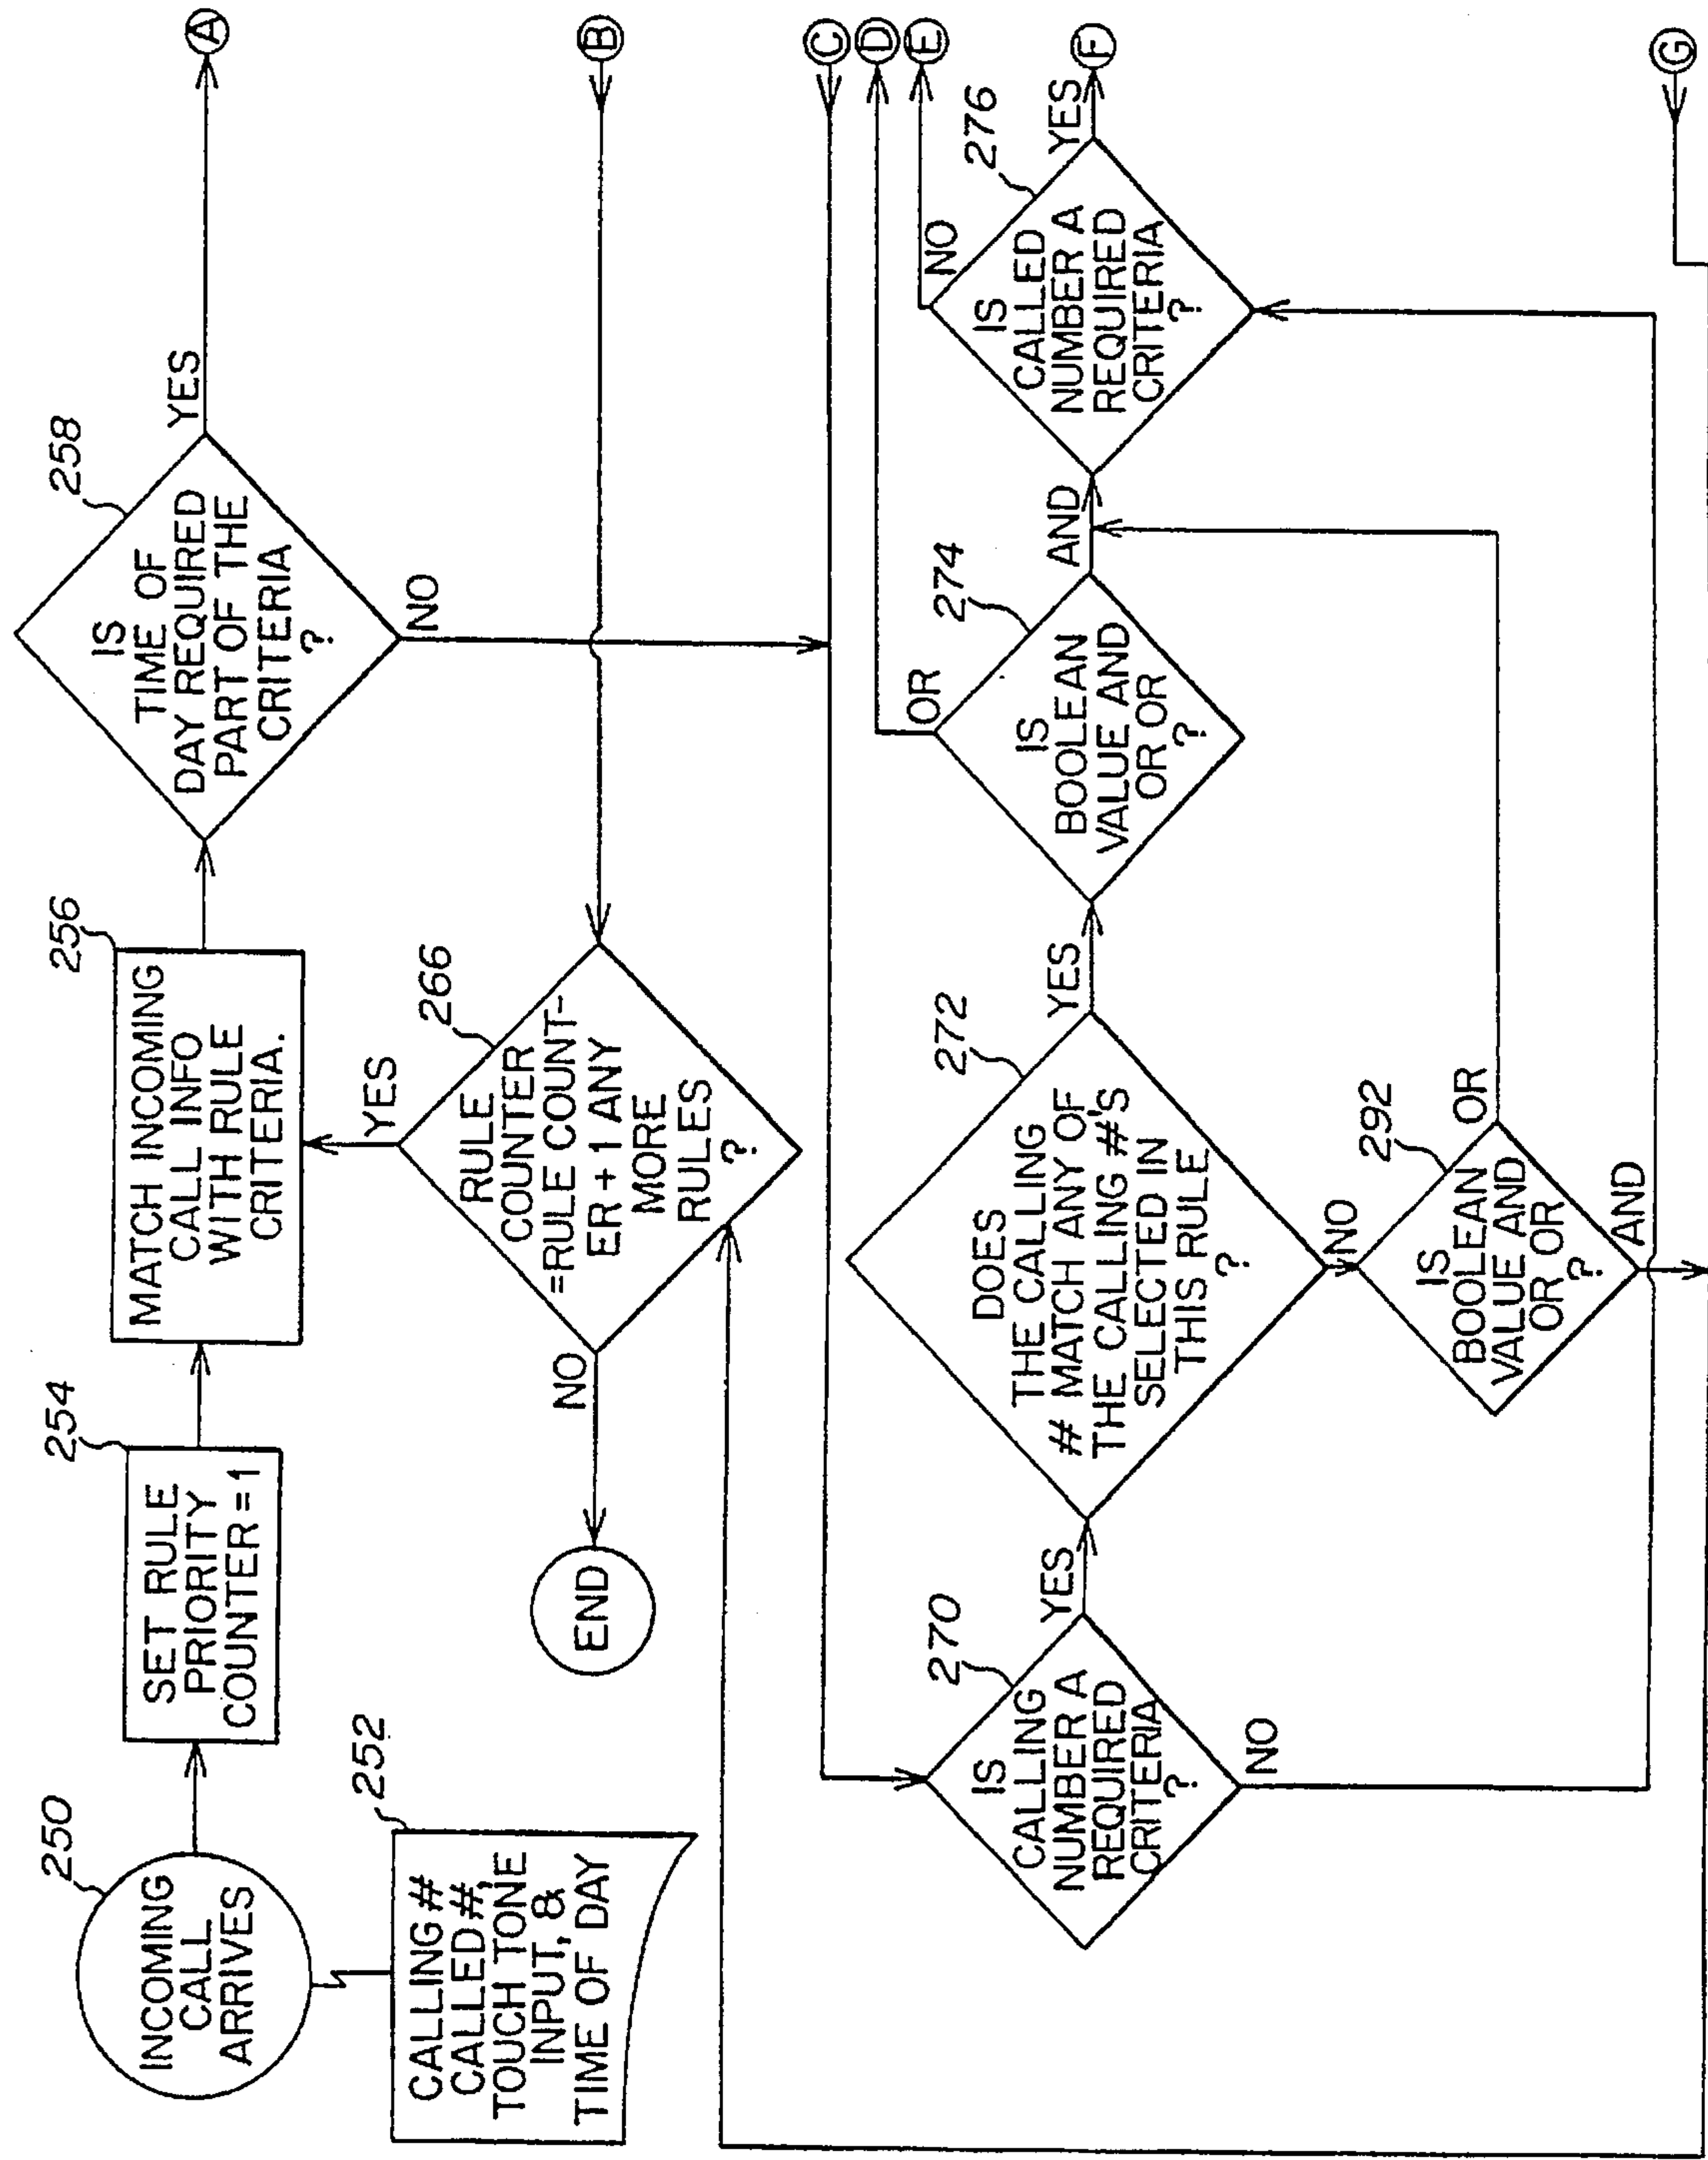 250
INCOMING
CALL
ARRIVES
252
CALLING #
CALLED #,
TOUCH TONE
INPUT, &
TIME OF DAY
254
SET RULE
PRIORITY
COUNTER = 1
256
MATCH INCOMING
CALL INFO
WITH RULE
CRITERIA.
258
IS
TIME OF
DAY REQUIRED
PART OF THE
CRITERIA
?
YES
A
NO
B
266
RULE
COUNTER
=RULE COUNT-
ER + 1 ANY
MORE
RULES
?
YES
NO
END
C
D
E
270
IS
CALLING
NUMBER A
REQUIRED
CRITERIA
?
YES
NO
272
DOES
THE CALLING
# MATCH ANY OF
THE CALLING #'S
SELECTED IN
THIS RULE
?
YES
NO
274
IS
BOOLEAN
VALUE AND
OR OR
?
OR
AND
276
IS
CALLED
NUMBER A
REQUIRED
CRITERIA
?
NO
YES
F
292
IS
BOOLEAN
VALUE AND
OR OR
?
OR
AND
G